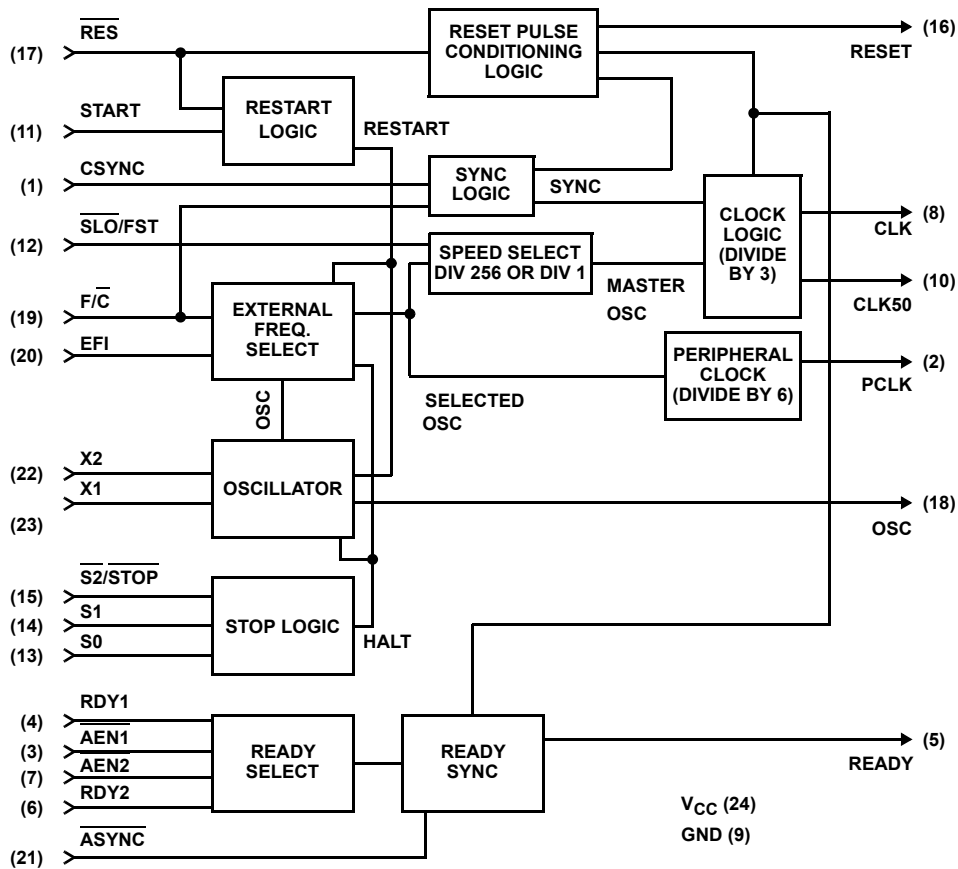 (17) RES
RESET PULSE
CONDITIONING
LOGIC
(16)
RESET
(11) START
RESTART
LOGIC
RESTART
(1) CSYNC
SYNC
LOGIC
SYNC
(12) SLO/FST
SPEED SELECT
DIV 256 OR DIV 1
MASTER
OSC
CLOCK
LOGIC
(DIVIDE
BY 3)
(8)
CLK
(10)
CLK50
(19) F/C
(20) EFI
EXTERNAL
FREQ.
SELECT
OSC
SELECTED
OSC
PERIPHERAL
CLOCK
(DIVIDE BY 6)
(2)
PCLK
(22) X2
X1
(23)
OSCILLATOR
(18)
OSC
(15) S2/STOP
(14) S1
(13) S0
STOP LOGIC
HALT
(4) RDY1
(3) AEN1
(7) AEN2
(6) RDY2
READY
SELECT
READY
SYNC
(5)
READY
(21) ASYNC
VCC (24)
GND (9)